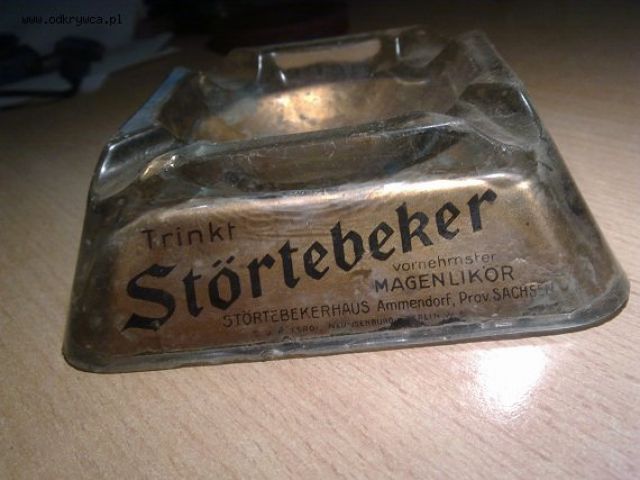 www.odkrywca.pl
Trinkt
Störtebeker
vornehmster
MAGENLIKÖR
STÖRTEBEKERHAUS Ammendorf, Prov. SACHSEN